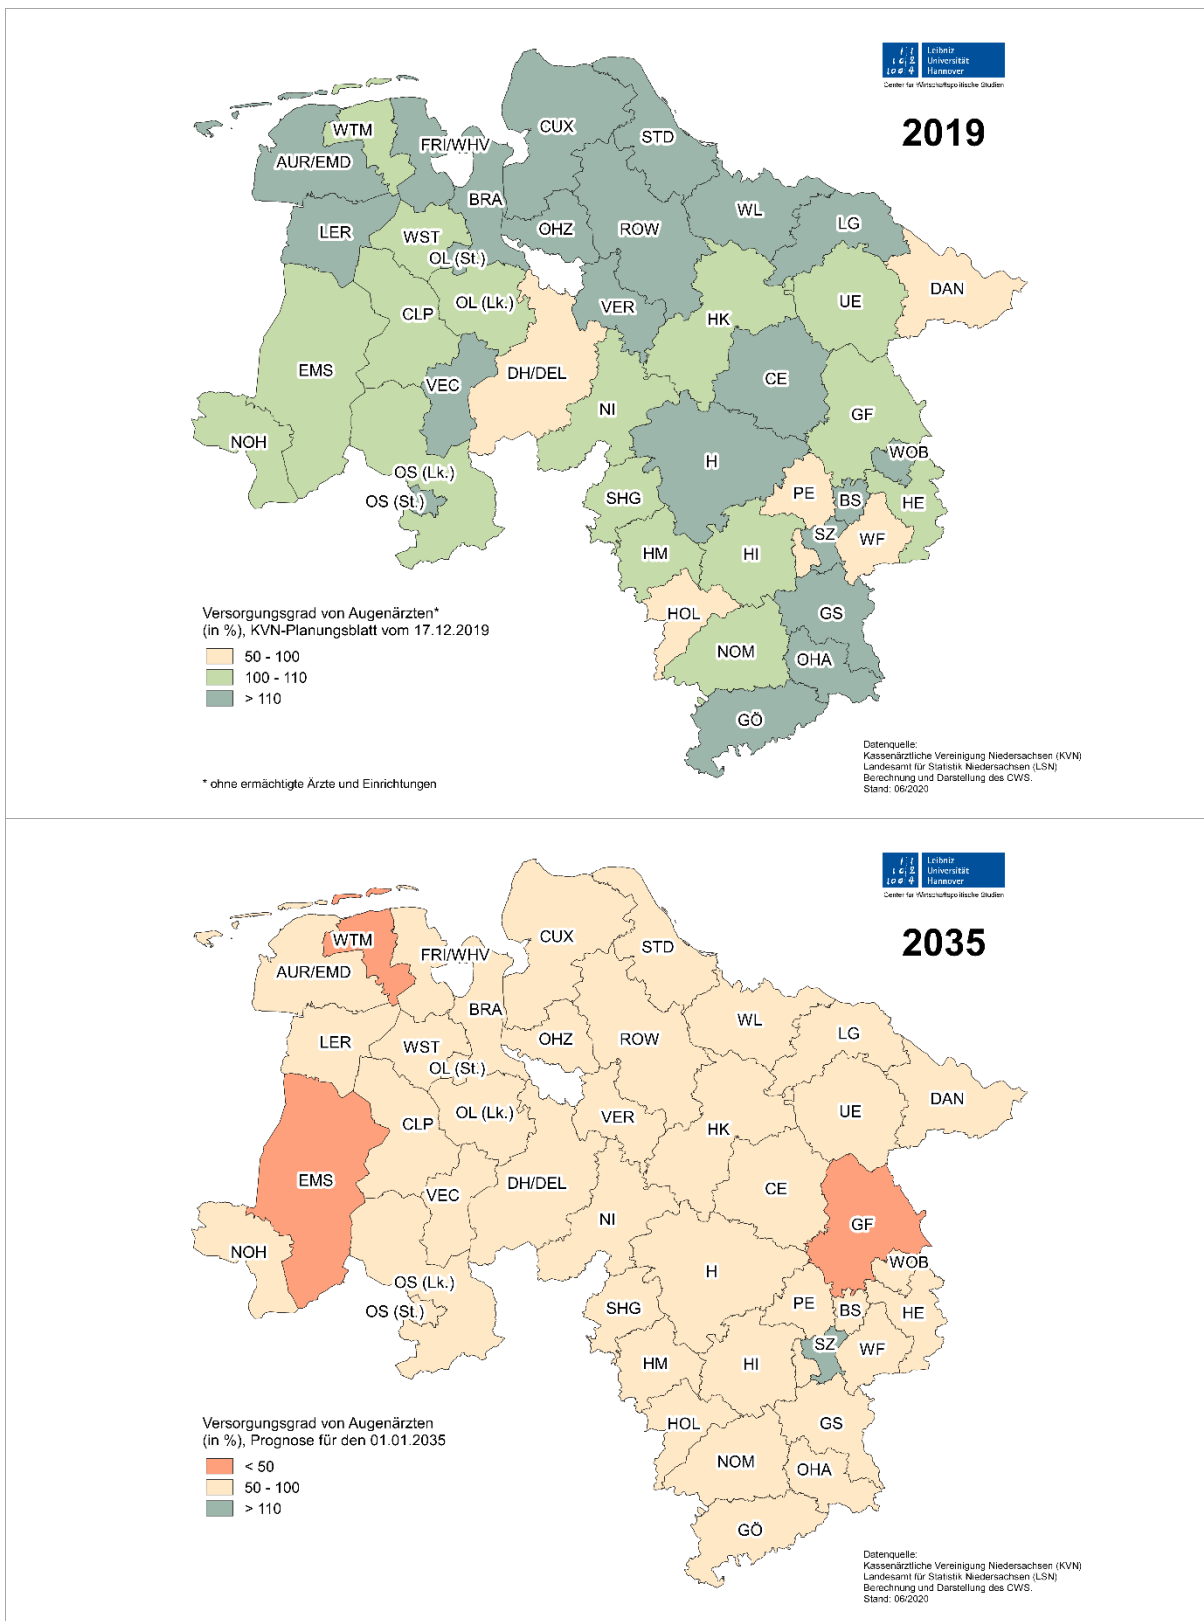 Leibniz
Universität
Hannover
Center für Wirtschaftspolitische Studien
2019
CUX
STD
WTM
FRI/WHV
AUR/EMD
BRA
WL
LG
LER
WST
OHZ
ROW
OL (St.)
DAN
UE
OL (Lk.)
VER
CLP
HK
EMS
DH/DEL
CE
VEC
NI
GF
NOH
WOB
H
OS (Lk.)
PE
BS
OS (St.)
SHG
HE
SZ
WF
HM
HI
HOL
GS
NOM
OHA
GÖ
Versorgungsgrad von Augenärzten*
(in %), KVN-Planungsblatt vom 17.12.2019
50 - 100
100 - 110
> 110
* ohne ermächtigte Ärzte und Einrichtungen
Datenquelle:
Kassenärztliche Vereinigung Niedersachsen (KVN)
Landesamt für Statistik Niedersachsen (LSN)
Berechnung und Darstellung des CWS.
Stand: 06/2020
Leibniz
Universität
Hannover
Center für Wirtschaftspolitische Studien
2035
CUX
STD
WTM
FRI/WHV
AUR/EMD
BRA
WL
LG
LER
WST
OHZ
ROW
OL (St.)
DAN
UE
OL (Lk.)
VER
CLP
HK
EMS
DH/DEL
CE
VEC
NI
GF
NOH
WOB
H
OS (Lk.)
PE
BS
OS (St.)
SHG
HE
SZ
WF
HM
HI
HOL
GS
NOM
OHA
GÖ
Versorgungsgrad von Augenärzten
(in %), Prognose für den 01.01.2035
< 50
50 - 100
> 110
Datenquelle:
Kassenärztliche Vereinigung Niedersachsen (KVN)
Landesamt für Statistik Niedersachsen (LSN)
Berechnung und Darstellung des CWS.
Stand: 06/2020